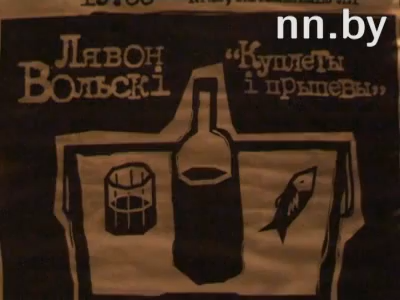 nn.by
Лявон
Вольскі
“Куплеты
і прыпевы”